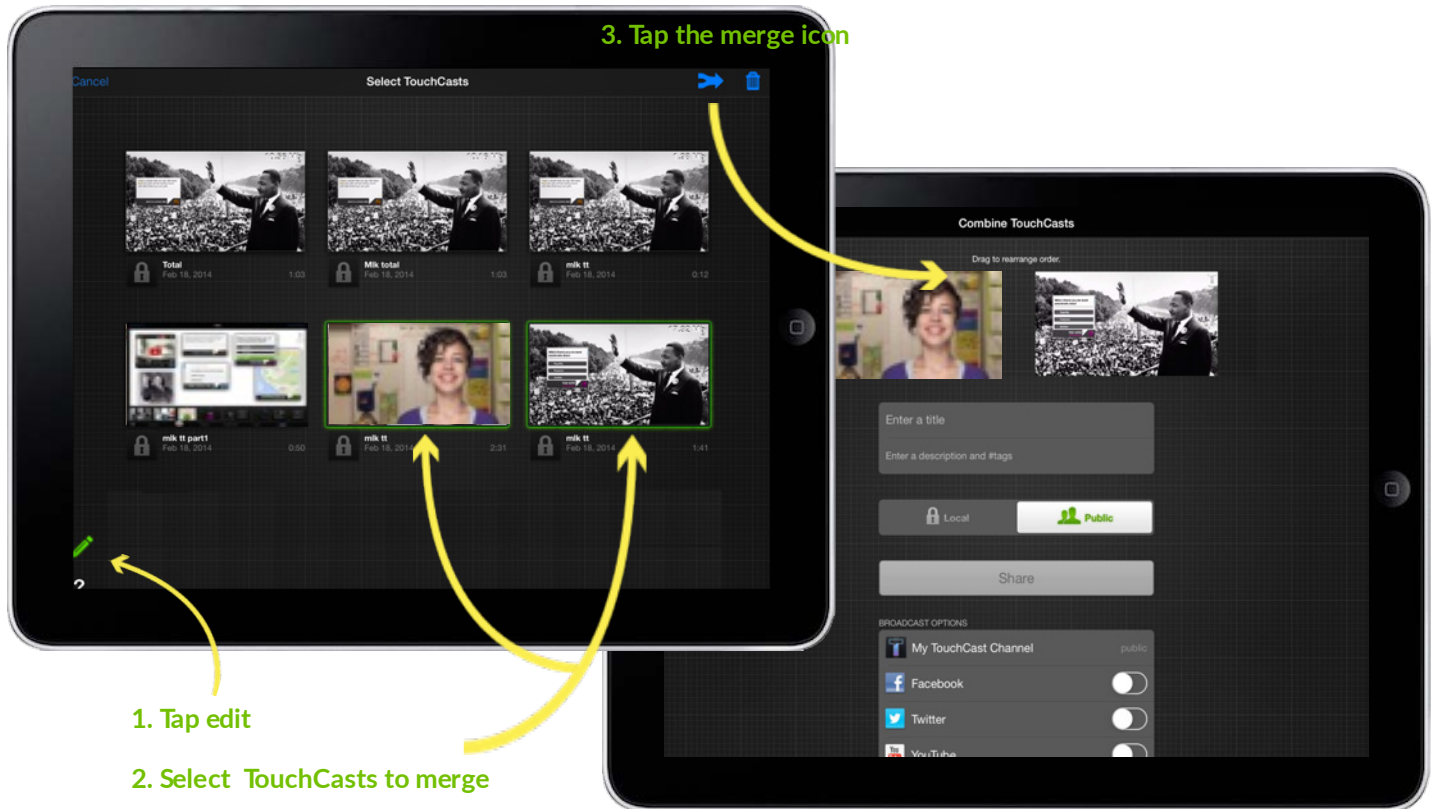 3. Tap the merge icon
Cancel
Select TouchCasts
Total
Feb 18, 2014
1:03
Mlk total
Feb 18, 2014
1:03
mlk tt
Feb 18, 2014
0:12
mlk tt part1
Feb 18, 2014
0:50
mlk tt
Feb 18, 2014
2:31
mlk tt
Feb 18, 2014
1:41
?
1. Tap edit
2. Select TouchCasts to merge
Combine TouchCasts
Drag to rearrange order.
Enter a title
Enter a description and #tags
Local
Public
Share
BROADCAST OPTIONS
My TouchCast Channel
public
Facebook
Twitter
YouTube